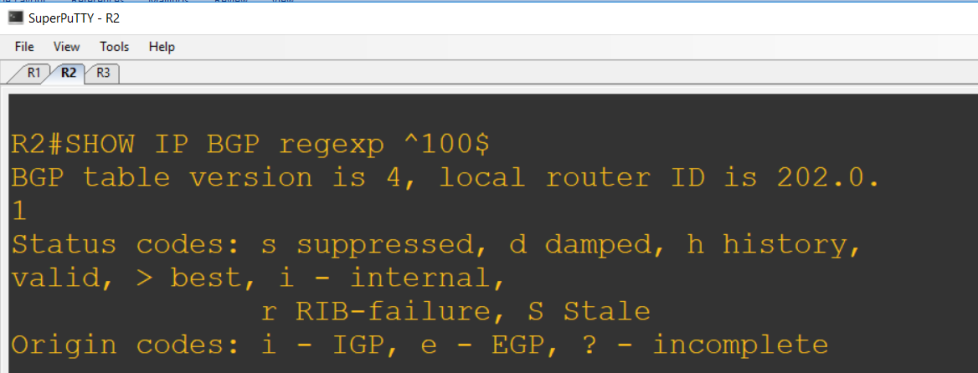 SuperPuTTY - R2
File View Tools Help
R1 R2 R3
R2#SHOW IP BGP regexp ^100$
BGP table version is 4, local router ID is 202.0.
1
Status codes: s suppressed, d damped, h history,
valid, > best, i - internal,
r RIB-failure, S Stale
Origin codes: i - IGP, e - EGP, ? - incomplete